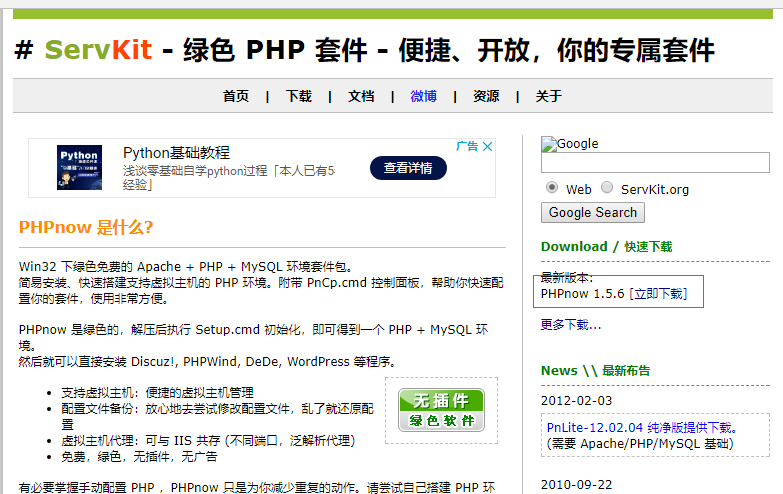 # ServKit - 绿色 PHP 套件 - 便捷、开放，你的专属套件
首页 | 下载 | 文档 | 微博 | 资源 | 关于
广告
Python
Python基础教程
浅谈零基础自学python过程「本人已有5
经验」
查看详情
PHPnow 是什么?
Win32 下绿色免费的 Apache + PHP + MySQL 环境套件包。
简易安装、快速搭建支持虚拟主机的 PHP 环境。附带 PnCp.cmd 控制面板，帮助你快速配
置你的套件，使用非常方便。
PHPnow 是绿色的，解压后执行 Setup.cmd 初始化，即可得到一个 PHP + MySQL 环
境。
然后就可以直接安装 Discuz!, PHPWind, DeDe, WordPress 等程序。
支持虚拟主机：便捷的虚拟主机管理
配置文件备份：放心地去尝试修改配置文件，乱了就还原配
置
虚拟主机代理：可与 IIS 共存 (不同端口，泛解析代理)
免费，绿色，无插件，无广告
无插件
绿色软件
有必要掌握手动配置 PHP ，PHPnow 只是为你减少重复的动作。请尝试自己搭建 PHP 环
Google
Web ServKit.org
Google Search
Download / 快速下载
最新版本：
PHPnow 1.5.6 [立即下载]
更多下载...
News \\ 最新布告
2012-02-03
PnLite-12.02.04 纯净版提供下载。
(需要 Apache/PHP/MySQL 基础)
2010-09-22